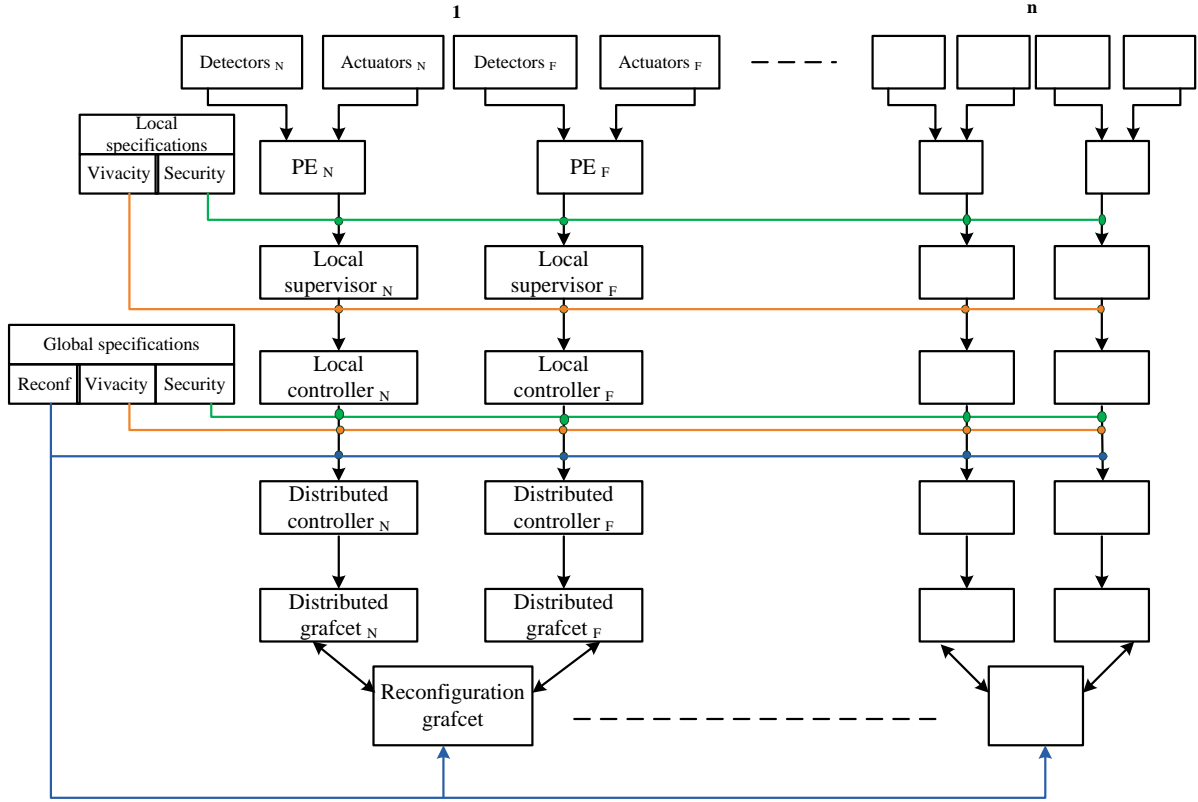 1
n
Detectors N
Actuators N
Detectors F
Actuators F
Local
specifications
Vivacity
Security
PE N
PE F
Local
supervisor N
Local
supervisor F
Global specifications
Reconf
Vivacity
Security
Local
controller N
Local
controller F
Distributed
controller N
Distributed
controller F
Distributed
grafcet N
Distributed
grafcet F
Reconfiguration
grafcet